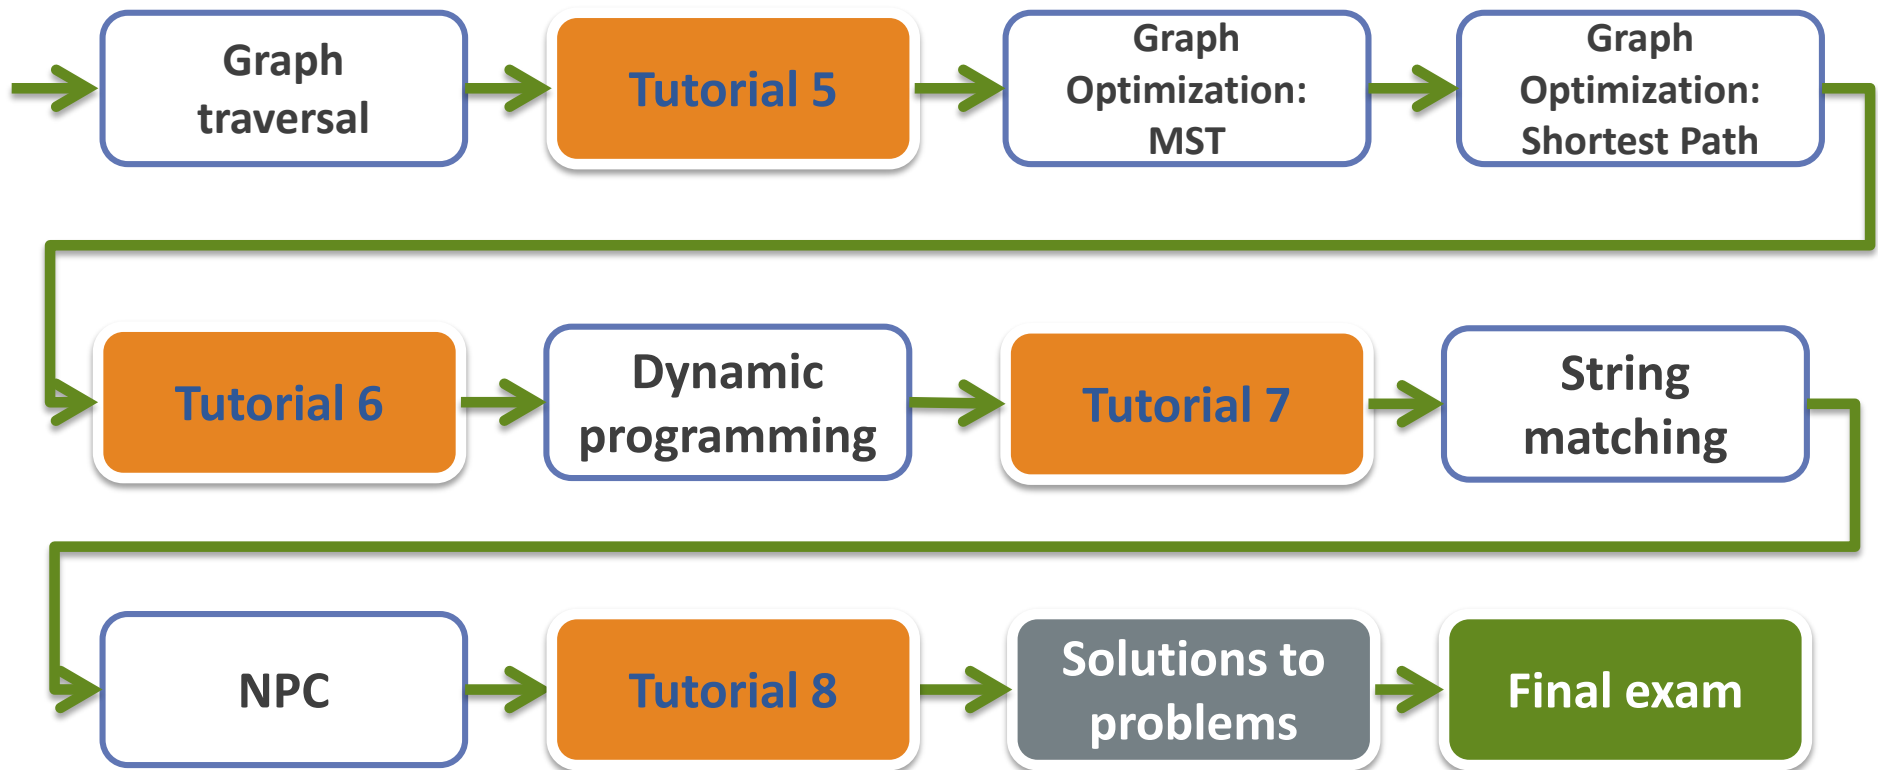 Graph
traversal
Tutorial 5
Graph
Optimization:
MST
Graph
Optimization:
Shortest Path
Tutorial 6
Dynamic
programming
Tutorial 7
String
matching
NPC
Tutorial 8
Solutions to
problems
Final exam